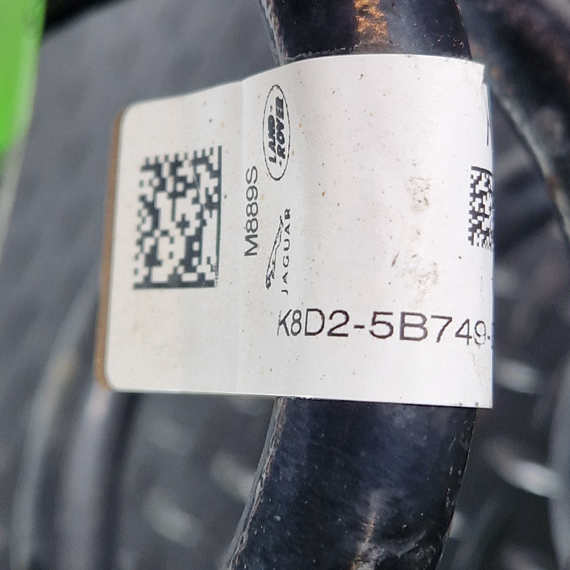 M889S
LAND-
ROVER
JAGUAR
K8D2-5B749-